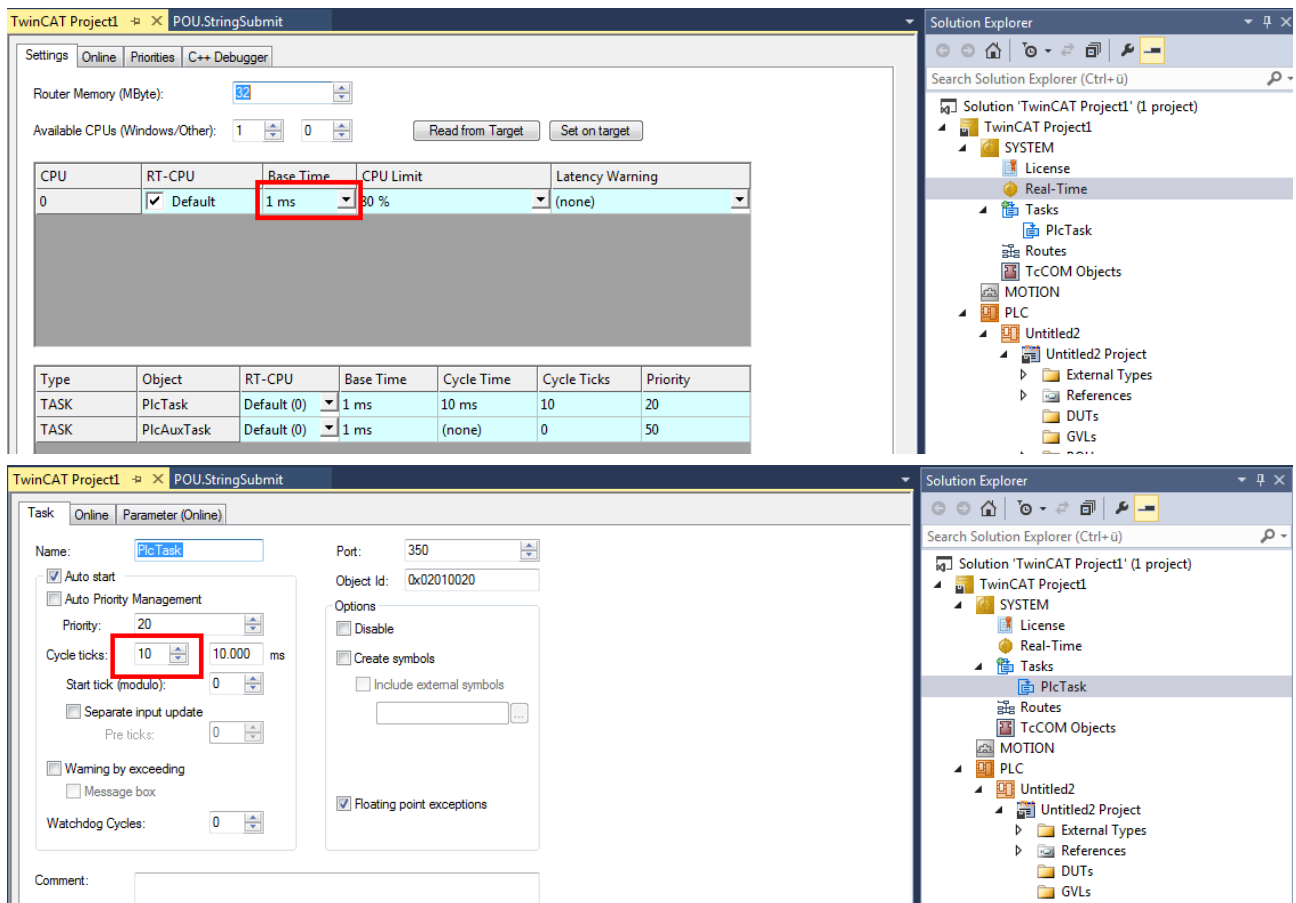 TwinCAT Project1 POU.StringSubmit
Settings Online Priorities C++ Debugger
Router Memory (MByte): 32
Available CPUs (Windows/Other): 1 0 Read from Target Set on target
CPU RT-CPU Base Time CPU Limit Latency Warning
0 Default 1 ms 80 % (none)
Type Object RT-CPU Base Time Cycle Time Cycle Ticks Priority
TASK PlcTask Default (0) 1 ms 10 ms 10 20
TASK PlcAuxTask Default (0) 1 ms (none) 0 50
Solution Explorer
Search Solution Explorer (Ctrl+ü)
Solution 'TwinCAT Project1' (1 project)
TwinCAT Project1
SYSTEM
License
Real-Time
Tasks
PlcTask
Routes
TcCOM Objects
MOTION
PLC
Untitled2
Untitled2 Project
External Types
References
DUTs
GVLs
TwinCAT Project1 POU.StringSubmit
Task Online Parameter (Online)
Name: PlcTask
Auto start
Auto Priority Management
Priority: 20
Cycle ticks: 10 10.000 ms
Start tick (modulo): 0
Separate input update
Pre ticks: 0
Warning by exceeding
Message box
Watchdog Cycles: 0
Comment:
Port: 350
Object Id: 0x02010020
Options
Disable
Create symbols
Include external symbols
...
Floating point exceptions
Solution Explorer
Search Solution Explorer (Ctrl+ü)
Solution 'TwinCAT Project1' (1 project)
TwinCAT Project1
SYSTEM
License
Real-Time
Tasks
PlcTask
Routes
TcCOM Objects
MOTION
PLC
Untitled2
Untitled2 Project
External Types
References
DUTs
GVLs